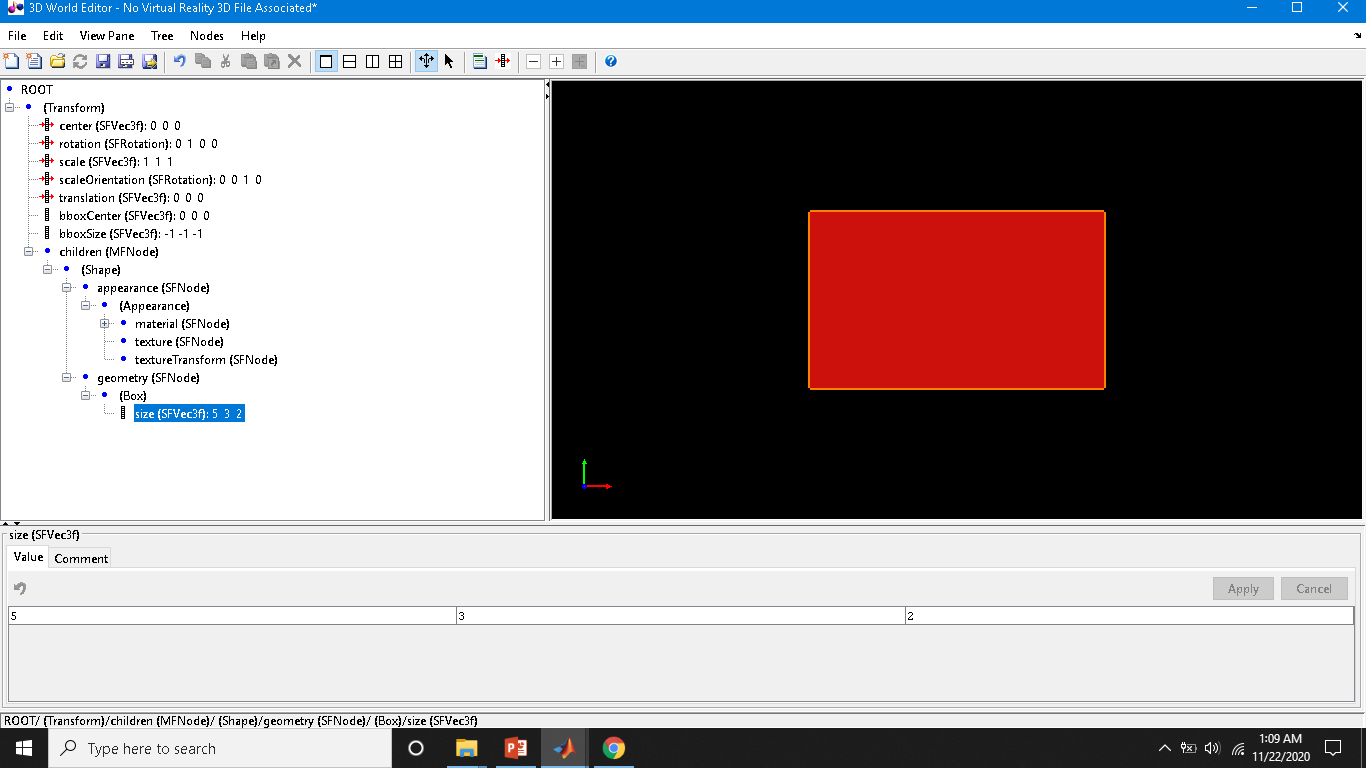 3D World Editor - No Virtual Reality 3D File Associated*
File Edit View Pane Tree Nodes Help
ROOT
(Transform)
center (SFVec3f): 0 0 0
rotation (SFRotation): 0 1 0 0
scale (SFVec3f): 1 1 1
scaleOrientation (SFRotation): 0 0 1 0
translation (SFVec3f): 0 0 0
bboxCenter (SFVec3f): 0 0 0
bboxSize (SFVec3f): -1 -1 -1
children (MFNode)
(Shape)
appearance (SFNode)
(Appearance)
material (SFNode)
texture (SFNode)
textureTransform (SFNode)
geometry (SFNode)
(Box)
size (SFVec3f): 5 3 2
size (SFVec3f)
Value Comment
Apply Cancel
5 3 2
ROOT/ (Transform)/children (MFNode)/ (Shape)/geometry (SFNode)/ (Box)/size (SFVec3f)
Type here to search
1:09 AM
11/22/2020